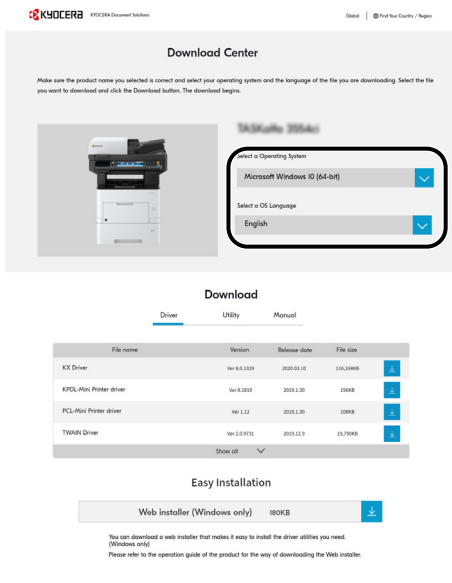 KYOCERA
KYOCERA Document Solutions
Global
Find Your Country / Region
Download Center
Make sure the product name you selected is correct and select your operating system and the language of the file you are downloading. Select the file
you want to download and click the Download button. The download begins.
Select a Operating System
Microsoft Windows 10 (64-bit)
Select a OS Language
English
Download
Driver Utility Manual
File name Version Release date File size
KX Driver Ver 8.0.1329 2020.03.10 116,168KB
KPDL-Mini Printer driver Ver 8.1810 2019.1.30 156KB
PCL-Mini Printer driver Ver 1.12 2019.1.30 108KB
TWAIN Driver Ver 2.0.9731 2019.12.9 19,790KB
Show all
Easy Installation
Web installer (Windows only) 180KB
You can download a web installer that makes it easy to install the driver utilities you need.
(Windows only)
Please refer to the operation guide of the product for the way of downloading the Web installer.